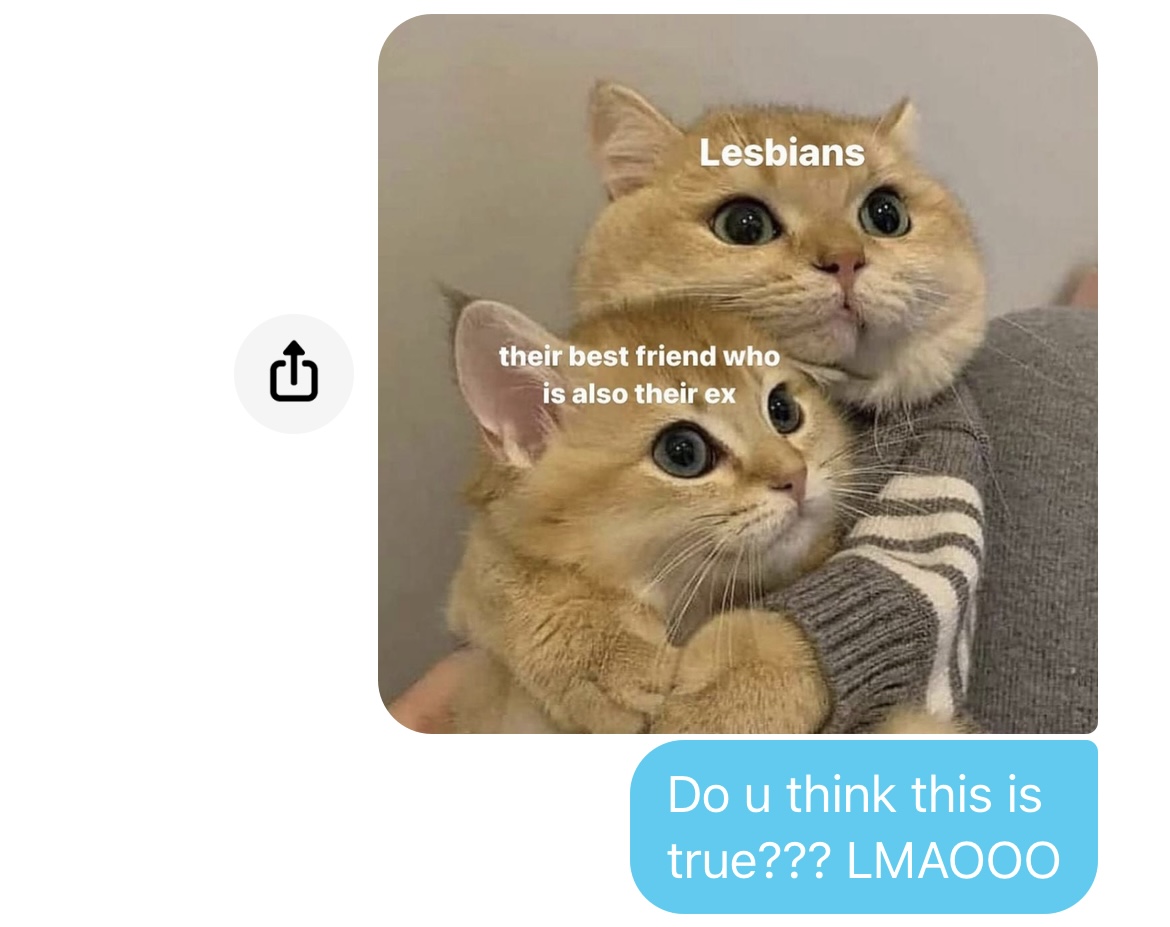 Lesbians
their best friend who
is also their ex
Do u think this is
true??? LMAOOO